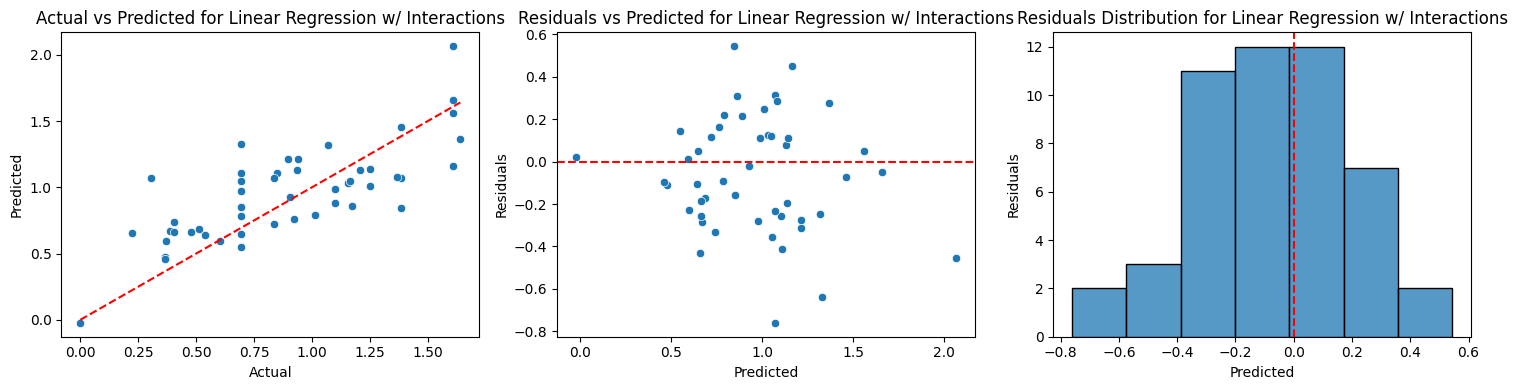 Actual vs Predicted for Linear Regression w/ Interactions
2.0
1.5
1.0
0.5
0.0
Predicted
0.00 0.25 0.50 0.75 1.00 1.25 1.50
Actual
Residuals vs Predicted for Linear Regression w/ Interactions
0.6
0.4
0.2
0.0
−0.2
−0.4
−0.6
−0.8
Residuals
0.0 0.5 1.0 1.5 2.0
Predicted
Residuals Distribution for Linear Regression w/ Interactions
12
10
8
6
4
2
0
Residuals
−0.8 −0.6 −0.4 −0.2 0.0 0.2 0.4 0.6
Predicted